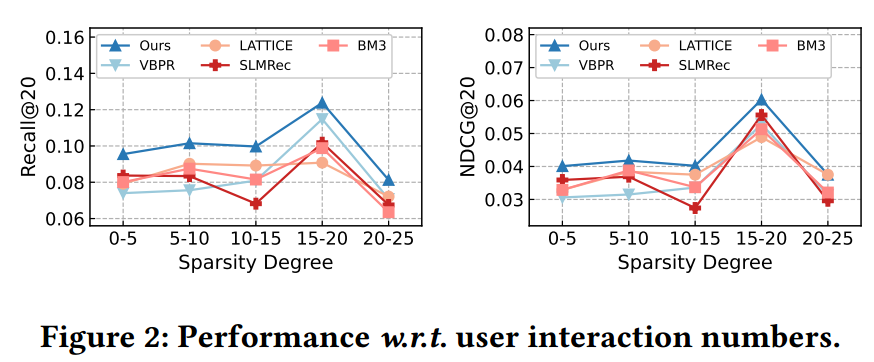 0.16
0.14
0.12
0.10
0.08
0.06
Recall@20
Ours
LATTICE
BM3
VBPR
SLMRec
0-5 5-10 10-15 15-20 20-25
Sparsity Degree
0.08
0.07
0.06
0.05
0.04
0.03
NDCG@20
Ours
LATTICE
BM3
VBPR
SLMRec
0-5 5-10 10-15 15-20 20-25
Sparsity Degree
Figure 2: Performance w.r.t. user interaction numbers.